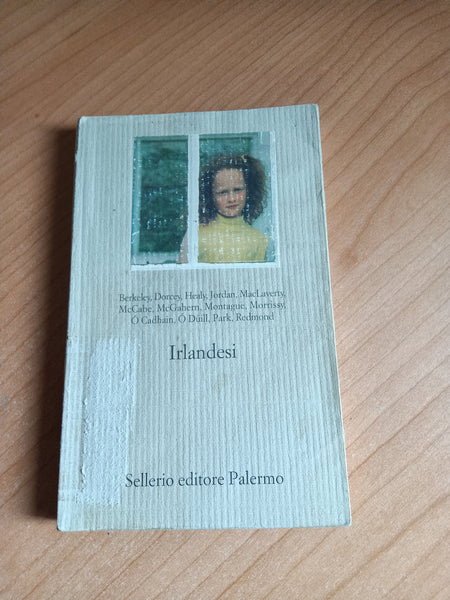 Berkeley, Dorcey, Healy, Jordan, MacLaverty,
McCabe, McGahern, Montague, Morrissy,
Ó Cadhain, Ó Dúill, Park, Redmond
Irlandesi
Sellerio editore Palermo